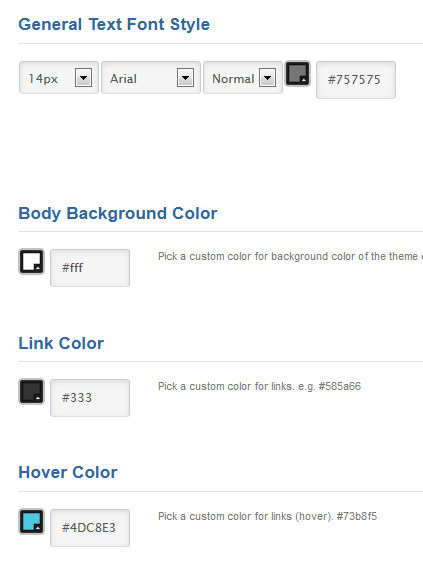 General Text Font Style
14px Arial Normal #757575
Body Background Color
#fff Pick a custom color for background color of the theme
Link Color
#333 Pick a custom color for links. e.g. #585a66
Hover Color
#4DC8E3 Pick a custom color for links (hover). #73b8f5